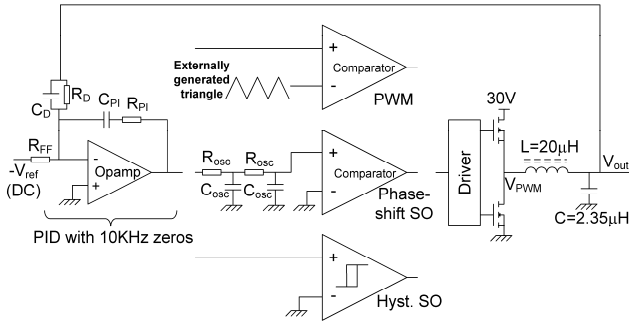 Externally
generated
triangle
+
-
Comparator
PWM
C_D
R_D
C_PI
R_PI
R_FF
-V_ref
(DC)
-
+
Opamp
PID with 10KHz zeros
R_osc
R_osc
C_osc
C_osc
+
-
Comparator
Phase-
shift SO
+
-
Hyst. SO
Driver
30V
V_PWM
L=20μH
V_out
C=2.35μH